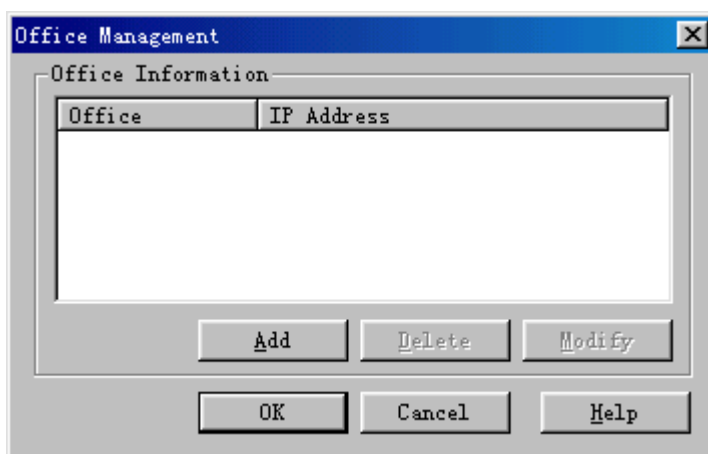 Office Management
Office Information
Office IP Address
Add Delete Modify
OK Cancel Help